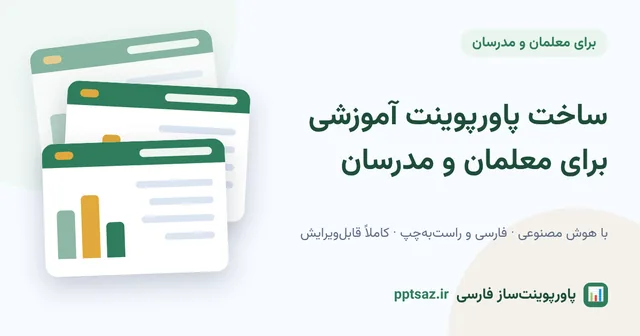 برای معلمان و مدرسان
ساخت پاورپوینت آموزشی
برای معلمان و مدرسان
با هوش مصنوعی · فارسی و راست‌به‌چپ · کاملاً قابل‌ویرایش
پاورپوینت‌ساز فارسی pptsaz.ir